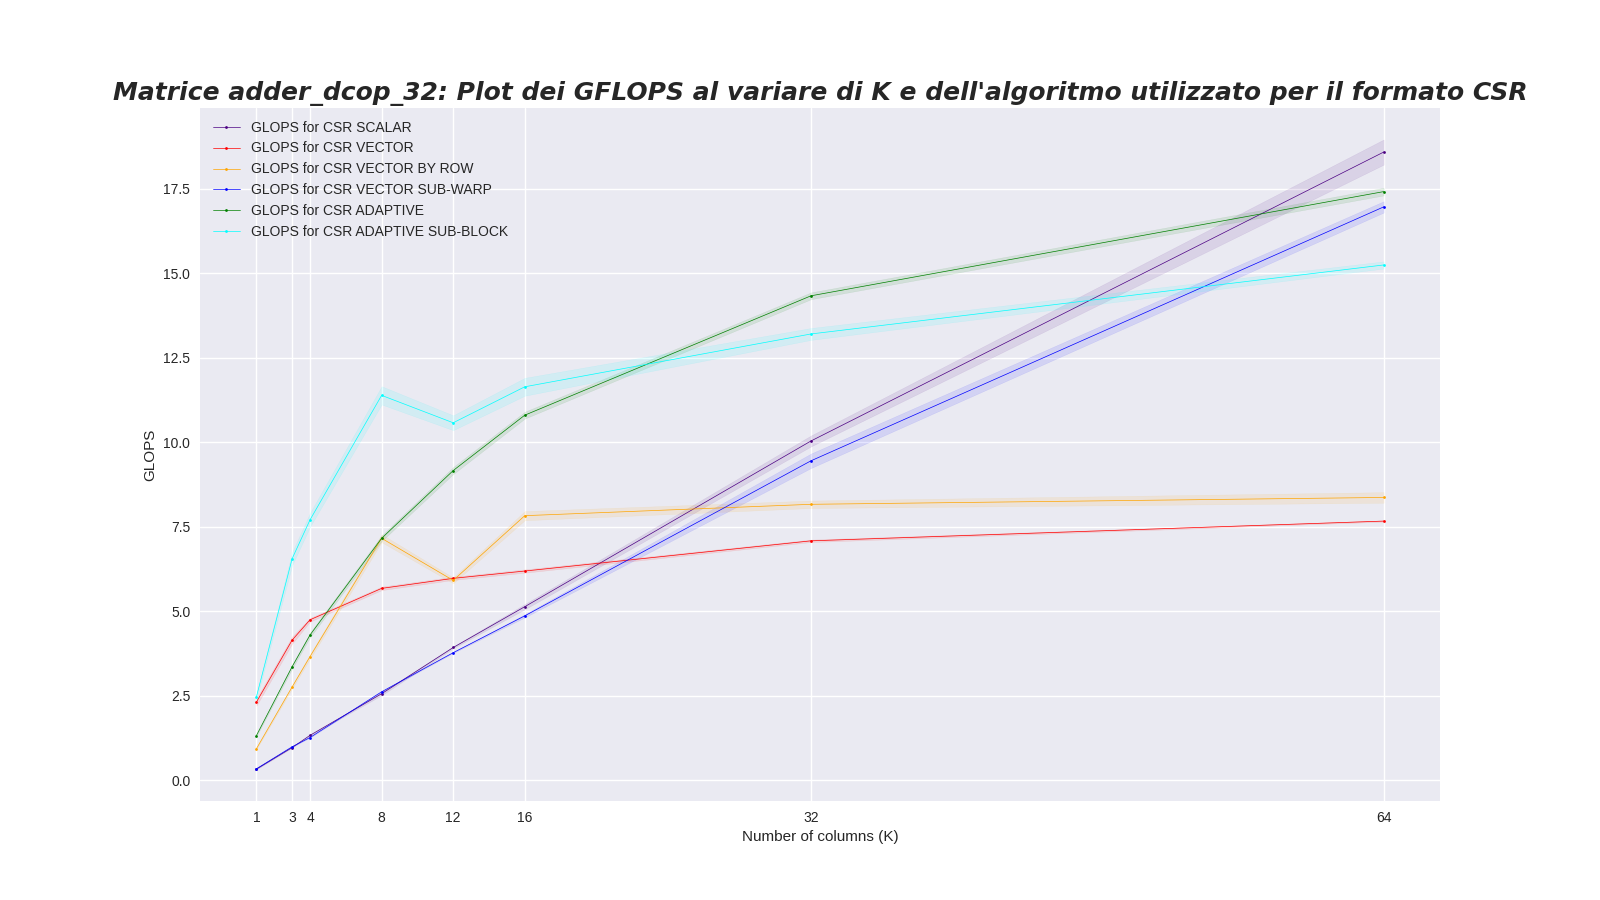 Matrice adder_dcop_32: Plot dei GFLOPS al variare di K e dell'algoritmo utilizzato per il formato CSR
GLOPS for CSR SCALAR
GLOPS for CSR VECTOR
GLOPS for CSR VECTOR BY ROW
GLOPS for CSR VECTOR SUB-WARP
GLOPS for CSR ADAPTIVE
GLOPS for CSR ADAPTIVE SUB-BLOCK
17.5
15.0
12.5
10.0
7.5
5.0
2.5
0.0
GLOPS
1 3 4 8 12 16 32 64
Number of columns (K)